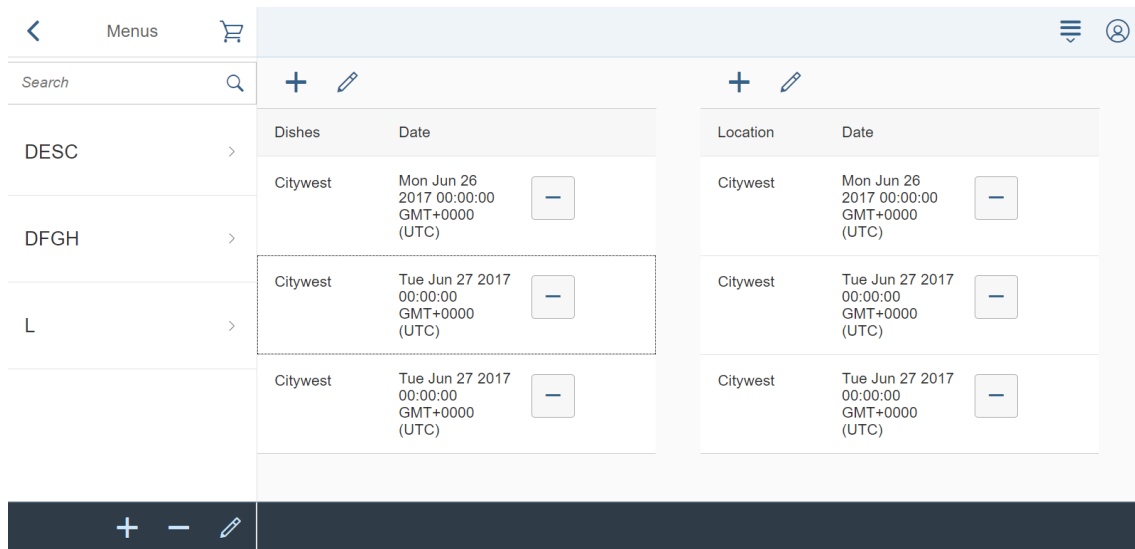 Menus
Search
DESC
DFGH
L
Dishes Date
Citywest Mon Jun 26
2017 00:00:00
GMT+0000
(UTC)
Citywest Tue Jun 27 2017
00:00:00
GMT+0000
(UTC)
Citywest Tue Jun 27 2017
00:00:00
GMT+0000
(UTC)
Location Date
Citywest Mon Jun 26
2017 00:00:00
GMT+0000
(UTC)
Citywest Tue Jun 27 2017
00:00:00
GMT+0000
(UTC)
Citywest Tue Jun 27 2017
00:00:00
GMT+0000
(UTC)